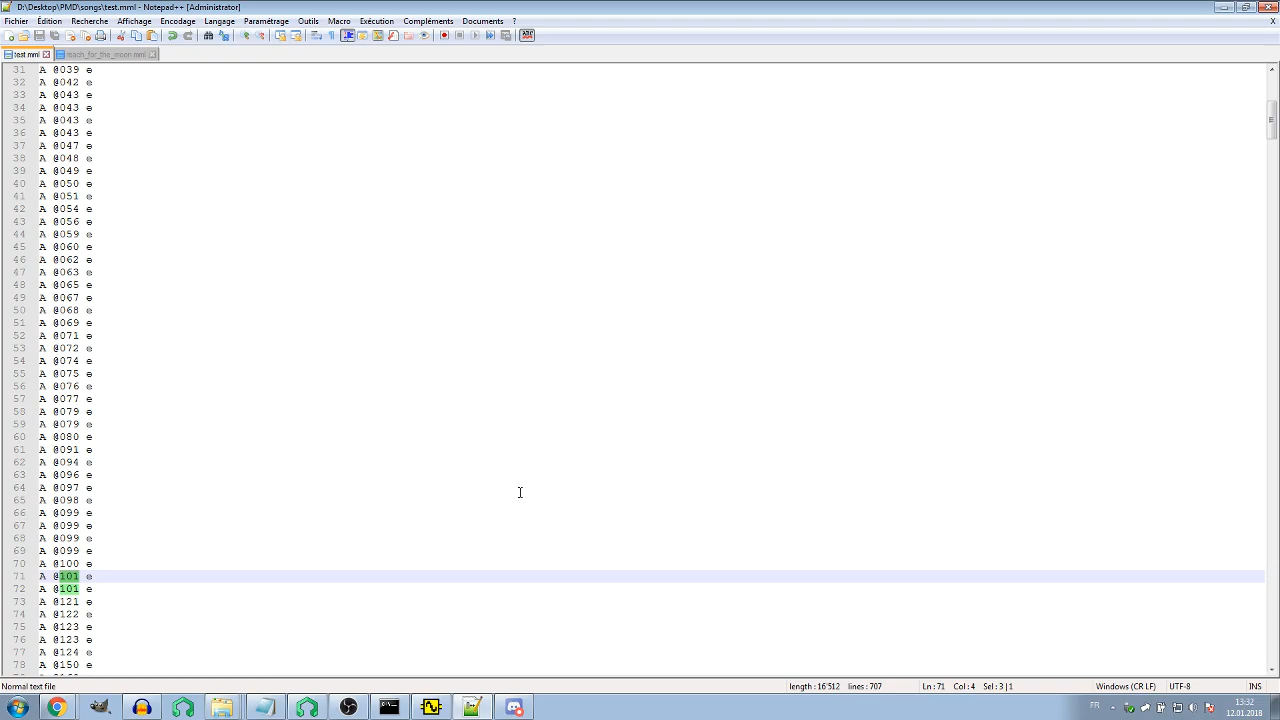 D:\Desktop\PMD\songs\test.mml - Notepad++ [Administrator]
Fichier Édition Recherche Affichage Encodage Langage Paramétrage Outils Macro Exécution Compléments Documents ? X
test.mml mach_for_the_moon.mml
31 A @039 e
32 A @042 e
33 A @043 e
34 A @043 e
35 A @043 e
36 A @043 e
37 A @047 e
38 A @048 e
39 A @049 e
40 A @050 e
41 A @051 e
42 A @054 e
43 A @056 e
44 A @059 e
45 A @060 e
46 A @062 e
47 A @063 e
48 A @065 e
49 A @067 e
50 A @068 e
51 A @069 e
52 A @071 e
53 A @072 e
54 A @074 e
55 A @075 e
56 A @076 e
57 A @077 e
58 A @079 e
59 A @079 e
60 A @080 e
61 A @091 e
62 A @094 e
63 A @096 e
64 A @097 e
65 A @098 e
66 A @099 e
67 A @099 e
68 A @099 e
69 A @099 e
70 A @100 e
71 A @101 e
72 A @101 e
73 A @121 e
74 A @122 e
75 A @123 e
76 A @123 e
77 A @124 e
78 A @150 e
Normal text file length : 16'512 lines : 707 Ln : 71 Col : 4 Sel : 3 | 1 Windows (CR LF) UTF-8 INS
FR 13:32
12.01.2018